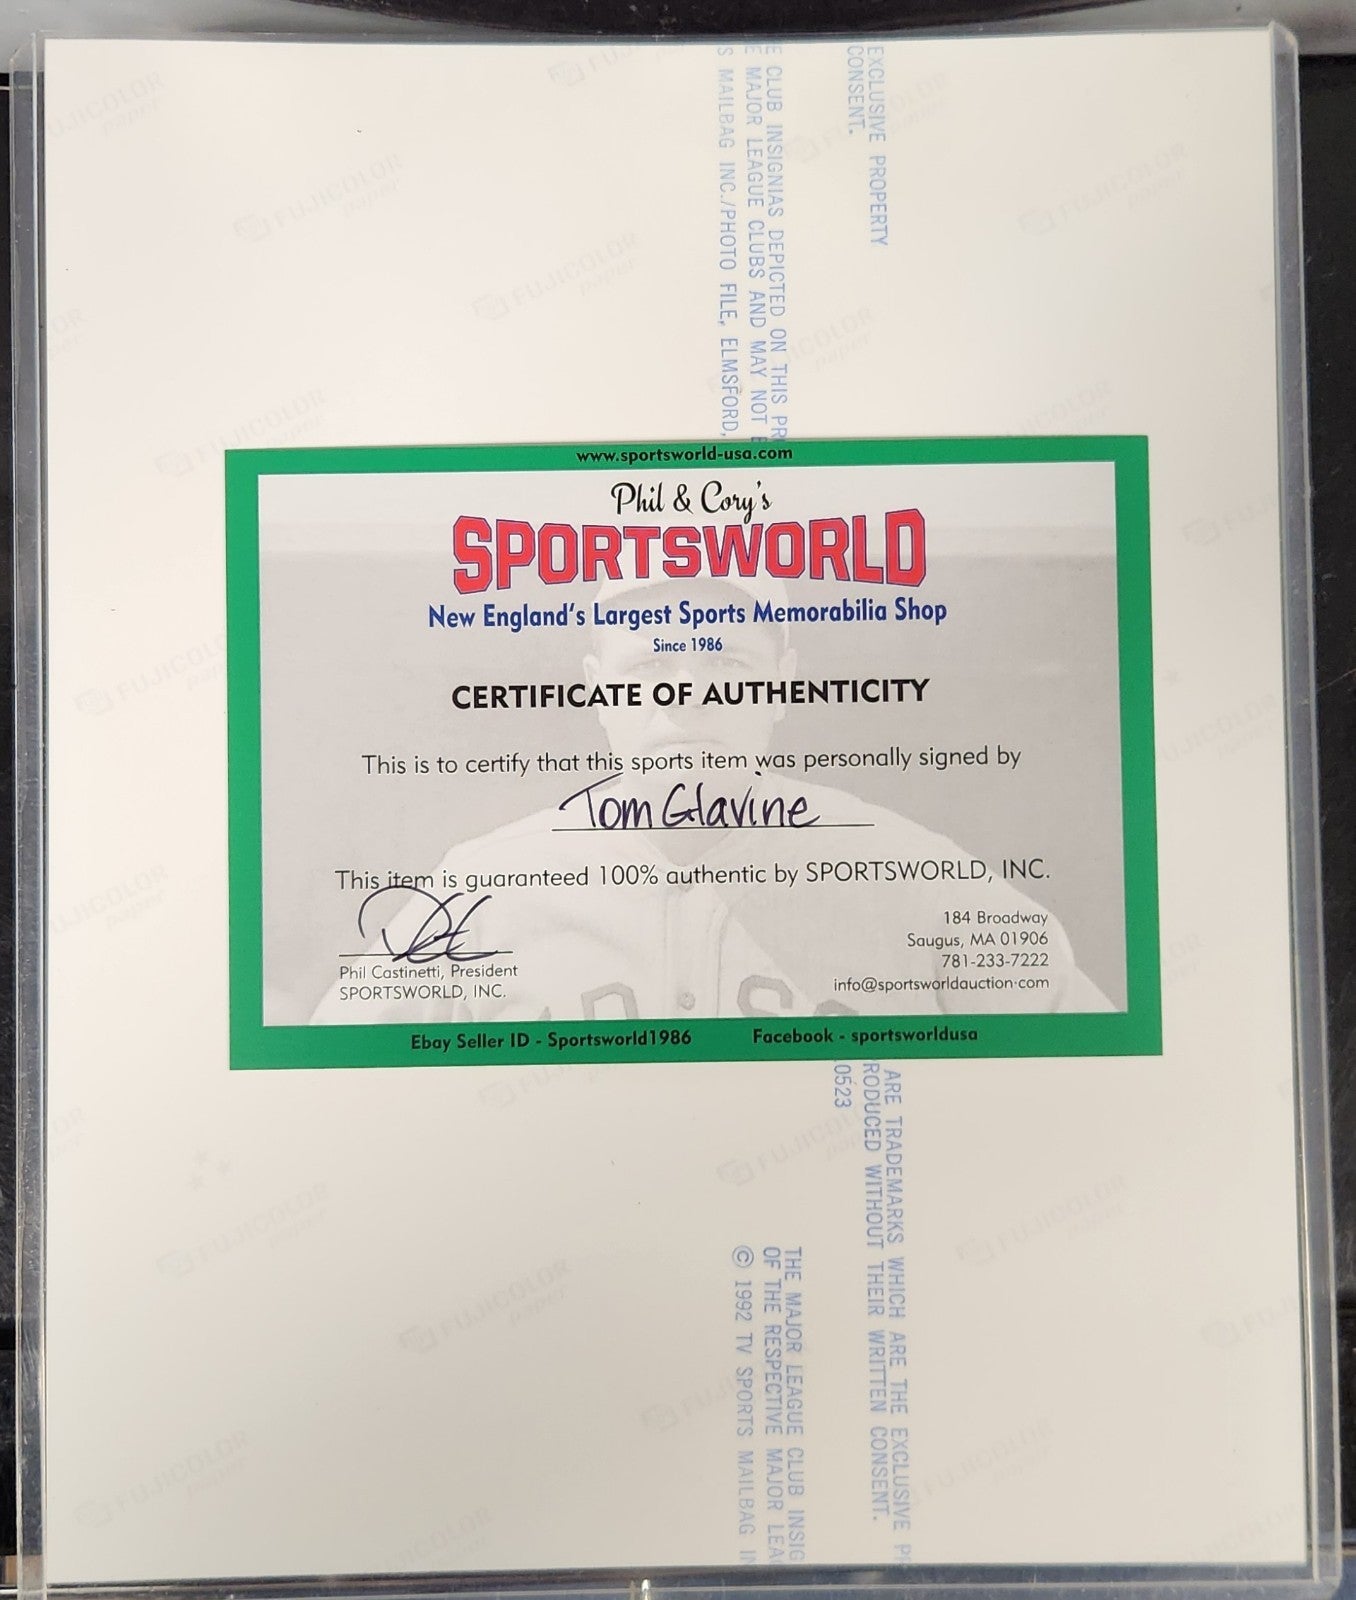 EXCLUSIVE PROPERTY
CONSENT.
E CLUB INSIGNIAS DEPICTED ON THIS PR
E MAJOR LEAGUE CLUBS AND MAY NOT B
S MAILBAG INC./PHOTO FILE, ELMSFORD,
www.sportsworld-usa.com
Phil & Cory's
SPORTSWORLD
New England's Largest Sports Memorabilia Shop
Since 1986
CERTIFICATE OF AUTHENTICITY
This is to certify that this sports item was personally signed by
Tom Glavine
This item is guaranteed 100% authentic by SPORTSWORLD, INC.
Phil Castinetti, President
SPORTSWORLD, INC.
184 Broadway
Saugus, MA 01906
781-233-7222
info@sportsworldauction.com
Ebay Seller ID - Sportsworld1986
Facebook - sportsworldusa
ARE TRADEMARKS WHICH ARE THE EXCLUSIVE PR
RODUCED WITHOUT THEIR WRITTEN CONSENT.
0523
THE MAJOR LEAGUE CLUB INSIG
OF THE RESPECTIVE MAJOR LEA
© 1992 TV SPORTS MAILBAG IN
FUJICOLOR
paper